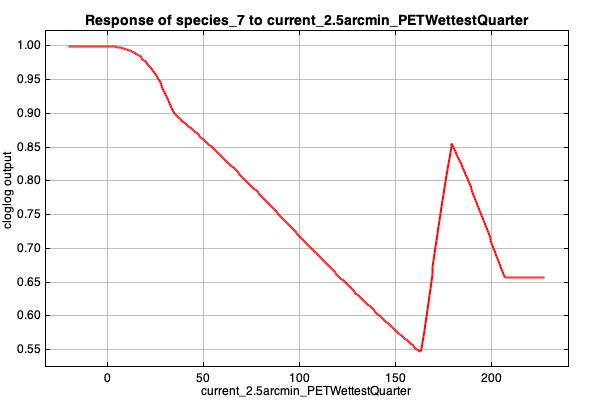 Response of species_7 to current_2.5arcmin_PETWettestQuarter
1.00
0.95
0.90
0.85
0.80
0.75
0.70
0.65
0.60
0.55
cloglog output
0 50 100 150 200
current_2.5arcmin_PETWettestQuarter